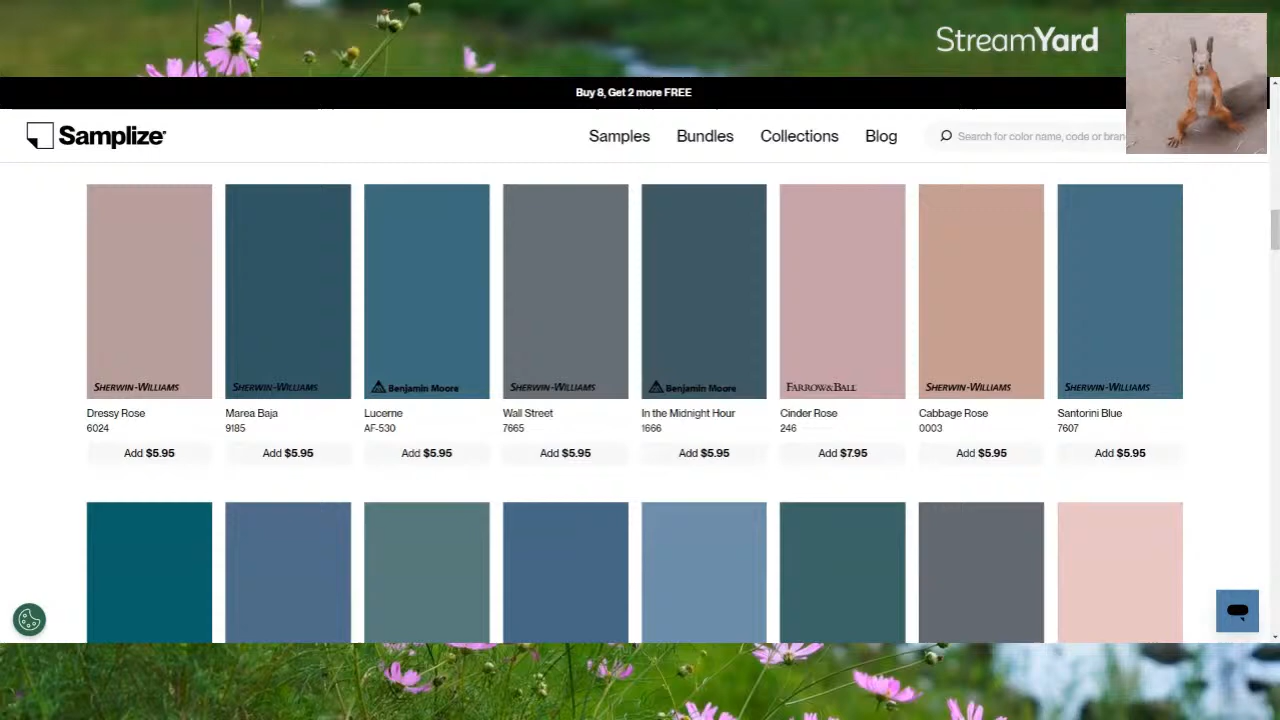 StreamYard
Buy 8, Get 2 more FREE
Samplize
Samples Bundles Collections Blog Search for color name, code or bran
SHERWIN-WILLIAMS SHERWIN-WILLIAMS Benjamin Moore SHERWIN-WILLIAMS Benjamin Moore FARROW&BALL SHERWIN-WILLIAMS SHERWIN-WILLIAMS
Dressy Rose Marea Baja Lucerne Wall Street In the Midnight Hour Cinder Rose Cabbage Rose Santorini Blue
6024 9185 AF-530 7665 1666 246 0003 7607
Add $5.95 Add $5.95 Add $5.95 Add $5.95 Add $5.95 Add $7.95 Add $5.95 Add $5.95